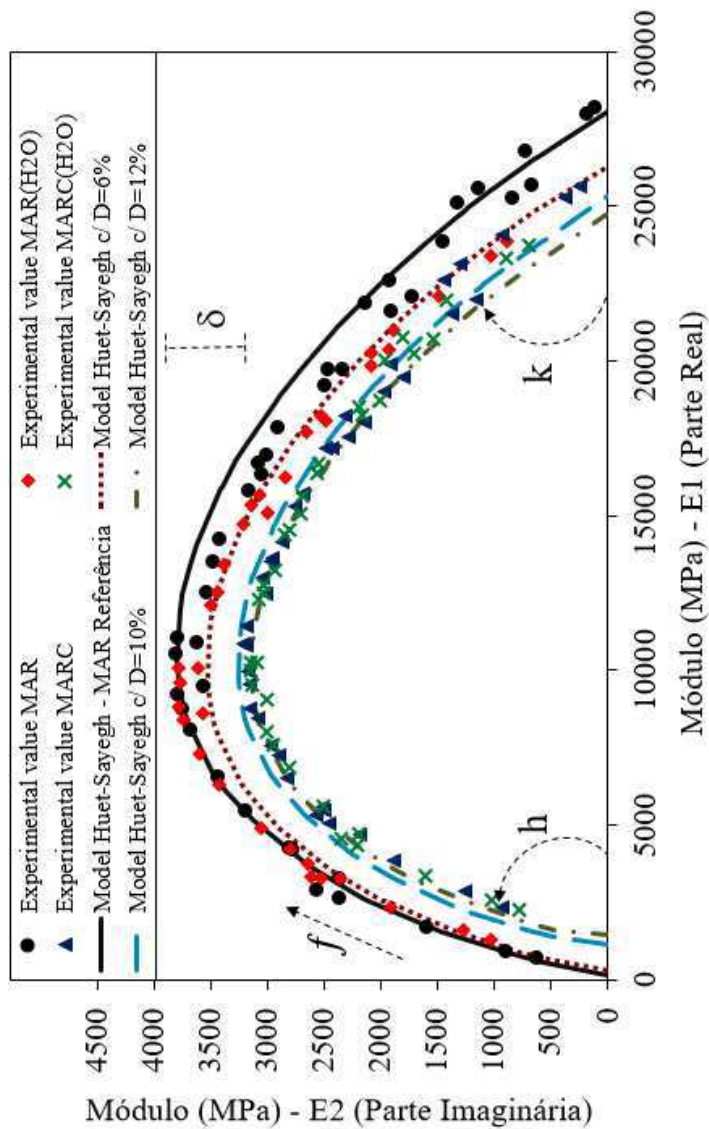 Experimental value MAR
Experimental value MAR(H2O)
Experimental value MARC
Experimental value MARC(H2O)
Model Huet-Sayegh - MAR Referência
Model Huet-Sayegh c/ D=6%
Model Huet-Sayegh c/ D=10%
Model Huet-Sayegh c/ D=12%
4500
4000
3500
3000
2500
2000
1500
1000
500
0
Módulo (MPa) - E2 (Parte Imaginária)
f
δ
h
k
0
5000
10000
15000
20000
25000
30000
Módulo (MPa) - E1 (Parte Real)